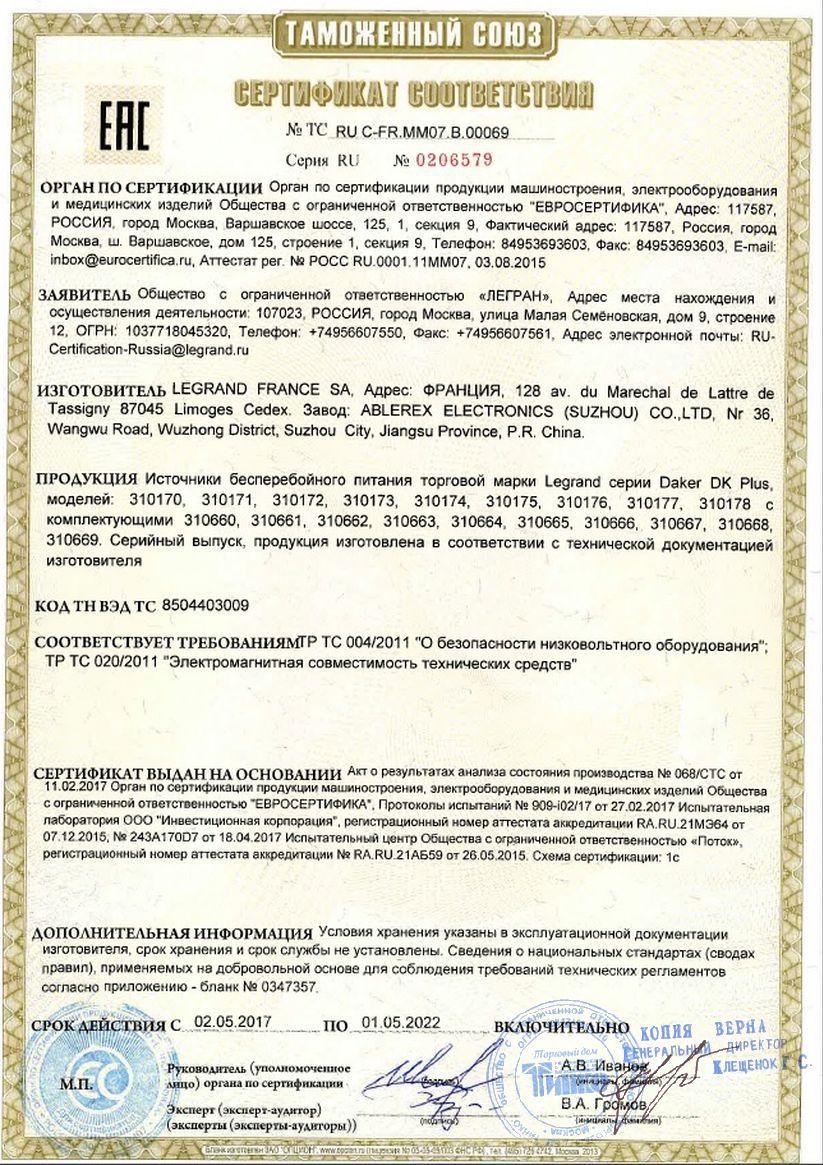 ТАМОЖЕННЫЙ СОЮЗ
СЕРТИФИКАТ СООТВЕТСТВИЯ
ЕАС
№ ТС RU C-FR.MM07.B.00069
Серия RU № 0206579
ОРГАН ПО СЕРТИФИКАЦИИ Орган по сертификации продукции машиностроения, электрооборудования
и медицинских изделий Общества с ограниченной ответственностью "ЕВРОСЕРТИФИКА", Адрес: 117587,
РОССИЯ, город Москва, Варшавское шоссе, 125, 1, секция 9, Фактический адрес: 117587, Россия, город
Москва, ш. Варшавское, дом 125, строение 1, секция 9, Телефон: 84953693603, Факс: 84953693603, E-mail:
inbox@eurocertifica.ru, Аттестат рег. № РОСС RU.0001.11ММ07, 03.08.2015
ЗАЯВИТЕЛЬ Общество с ограниченной ответственностью «ЛЕГРАН», Адрес места нахождения и
осуществления деятельности: 107023, РОССИЯ, город Москва, улица Малая Семёновская, дом 9, строение
12, ОГРН: 1037718045320, Телефон: +74956607550, Факс: +74956607561, Адрес электронной почты: RU-
Certification-Russia@legrand.ru
ИЗГОТОВИТЕЛЬ LEGRAND FRANCE SA, Адрес: ФРАНЦИЯ, 128 av. du Marechal de Lattre de
Tassigny 87045 Limoges Cedex. Завод: ABLEREX ELECTRONICS (SUZHOU) CO.,LTD, Nr 36,
Wangwu Road, Wuzhong District, Suzhou City, Jiangsu Province, P.R. China.
ПРОДУКЦИЯ Источники бесперебойного питания торговой марки Legrand серии Daker DK Plus,
моделей: 310170, 310171, 310172, 310173, 310174, 310175, 310176, 310177, 310178 с
комплектующими 310660, 310661, 310662, 310663, 310664, 310665, 310666, 310667, 310668,
310669. Серийный выпуск, продукция изготовлена в соответствии с технической документацией
изготовителя
КОД ТН ВЭД ТС 8504403009
СООТВЕТСТВУЕТ ТРЕБОВАНИЯМ ТР ТС 004/2011 "О безопасности низковольтного оборудования";
ТР ТС 020/2011 "Электромагнитная совместимость технических средств"
СЕРТИФИКАТ ВЫДАН НА ОСНОВАНИИ Акт о результатах анализа состояния производства № 068/СТС от
11.02.2017 Орган по сертификации продукции машиностроения, электрооборудования и медицинских изделий Общества
с ограниченной ответственностью "ЕВРОСЕРТИФИКА", Протоколы испытаний № 909-i02/17 от 27.02.2017 Испытательная
лаборатория ООО "Инвестиционная корпорация", регистрационный номер аттестата аккредитации RA.RU.21МЭ64 от
07.12.2015, № 243А170D7 от 18.04.2017 Испытательный центр Общества с ограниченной ответственностью «Поток»,
регистрационный номер аттестата аккредитации № RA.RU.21АБ59 от 26.05.2015. Схема сертификации: 1с
ДОПОЛНИТЕЛЬНАЯ ИНФОРМАЦИЯ Условия хранения указаны в эксплуатационной документации
изготовителя, срок хранения и срок службы не установлены. Сведения о национальных стандартах (сводах
правил), применяемых на добровольной основе для соблюдения требований технических регламентов
согласно приложению - бланк № 0347357.
СРОК ДЕЙСТВИЯ С 02.05.2017 ПО 01.05.2022 ВКЛЮЧИТЕЛЬНО
КОПИЯ ВЕРНА
ГЕНЕРАЛЬНЫЙ ДИРЕКТОР
КЛЕЩЕНОК Г.С.
Торговый дом
М.П.
Руководитель (уполномоченное
лицо) органа по сертификации
(подпись)
А.В. Иванов
(инициалы, фамилия)
Эксперт (эксперт-аудитор)
(эксперты (эксперты-аудиторы))
(подпись)
В.А. Громов
(инициалы, фамилия)